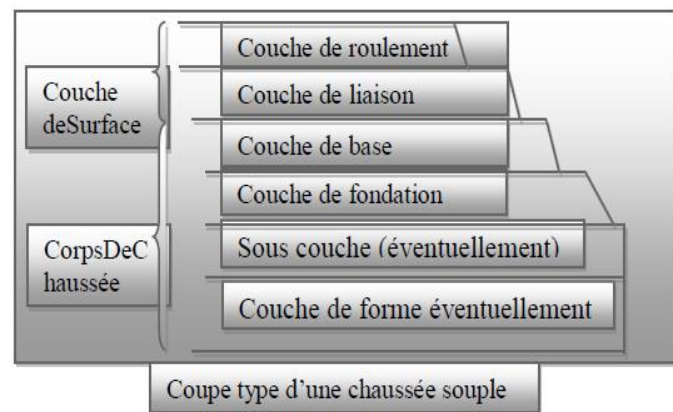 Couche de roulement
Couche
deSurface
Couche de liaison
Couche de base
Couche de fondation
CorpsDeC
haussée
Sous couche (éventuellement)
Couche de forme éventuellement
Coupe type d’une chaussée souple